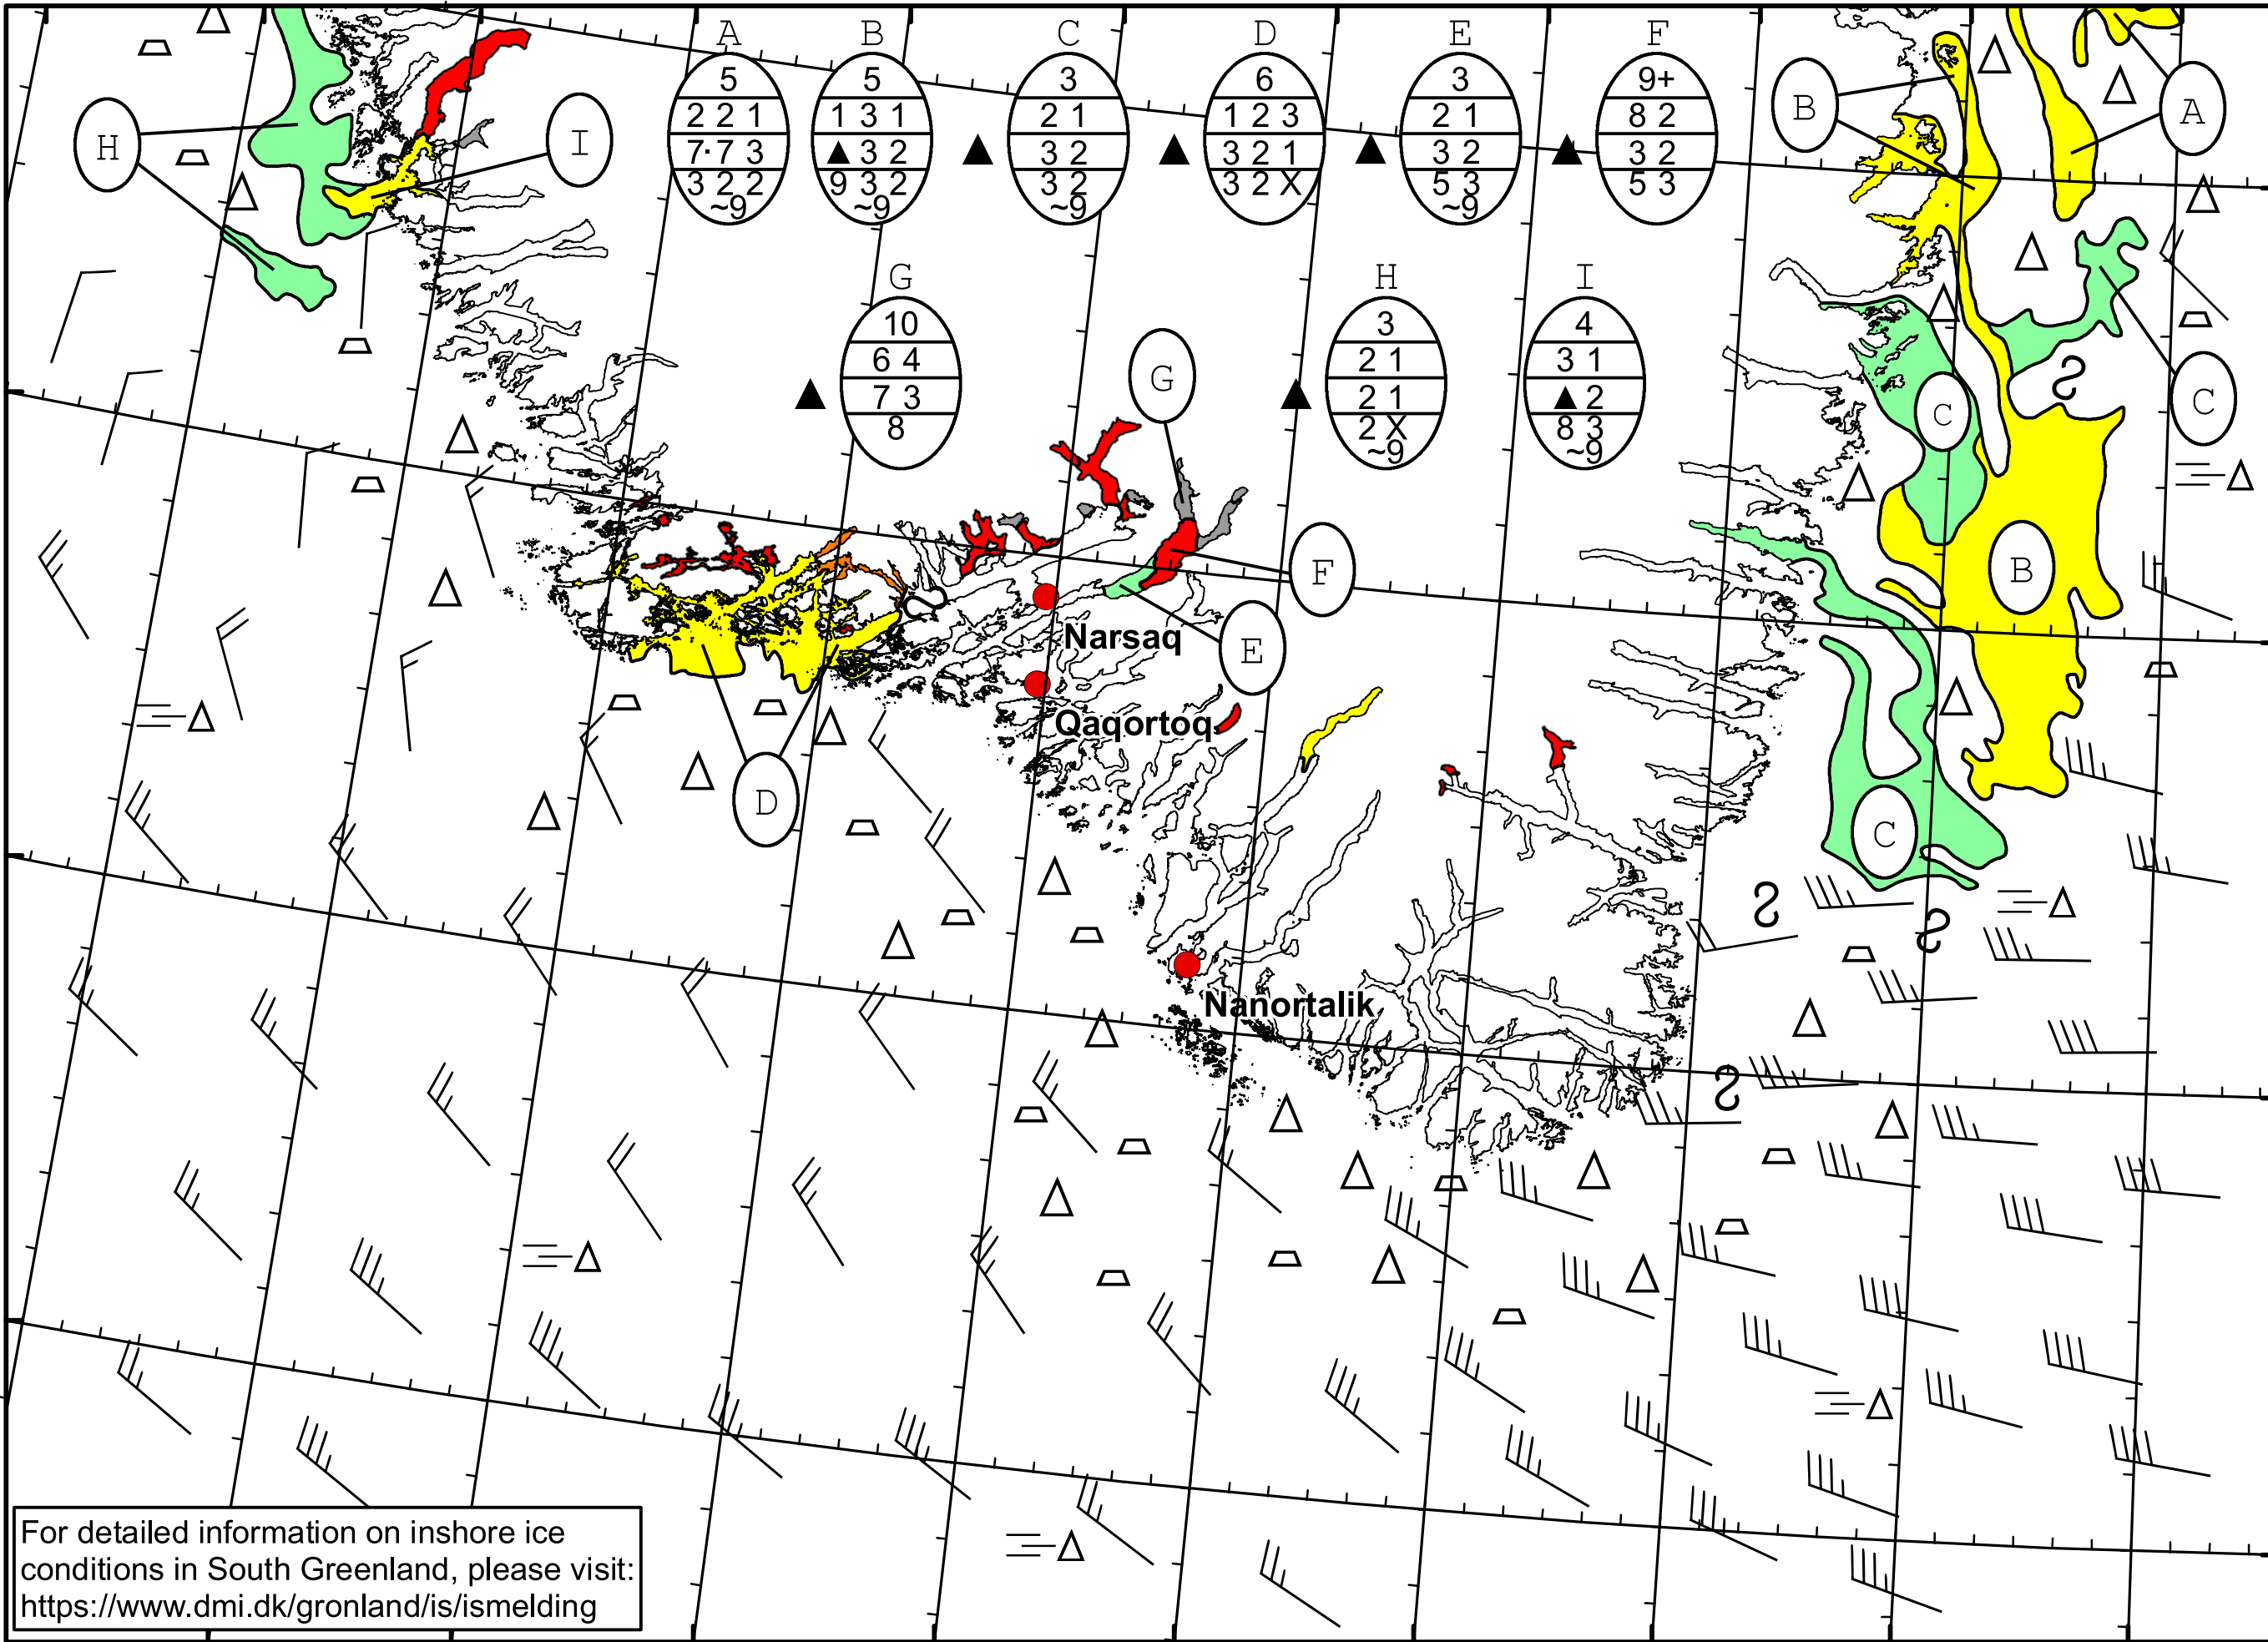 A B C D E F
5
2 2 1
7· 7 3
3 2 2
~9
5
1 3 1
▲ 3 2
9 3 2
~9
3
2 1
3 2
3 2
~9
6
1 2 3
3 2 1
3 2 X
3
2 1
3 2
5 3
~9
9+
8 2
3 2
5 3
G H I
10
6 4
7 3
8
3
2 1
2 1
2 X
~9
4
3 1
▲ 2
8 3
~9
H
I
B
A
G
C
C
F
B
E
Narsaq
Qaqortoq
D
C
Nanortalik
For detailed information on inshore ice
conditions in South Greenland, please visit:
https://www.dmi.dk/gronland/is/ismelding